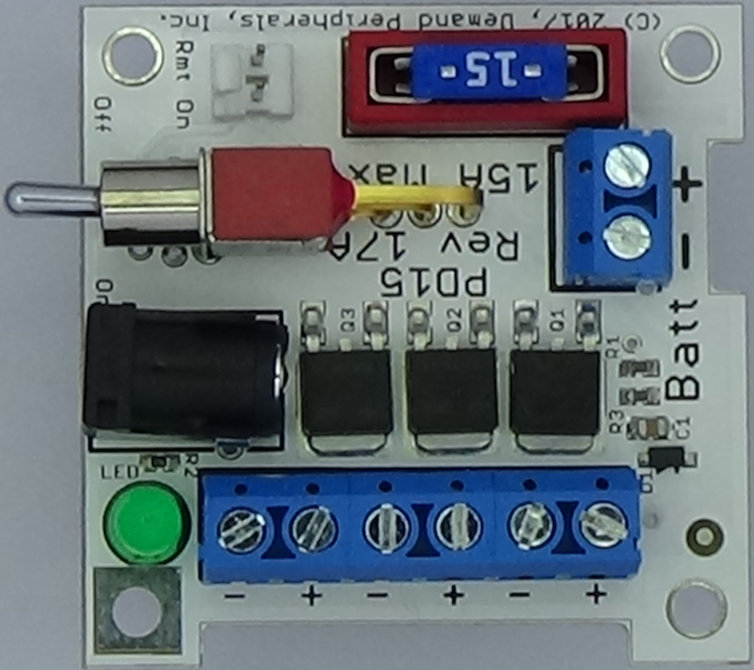 (C) 2017, Demand Peripherals, Inc.
Rmt On
Off
-15-
15A Max
Rev 17A
PD15
+
-
Batt
On
Q3
Q2
Q1
R1
R3
C1
LED
R2
- + - + - +